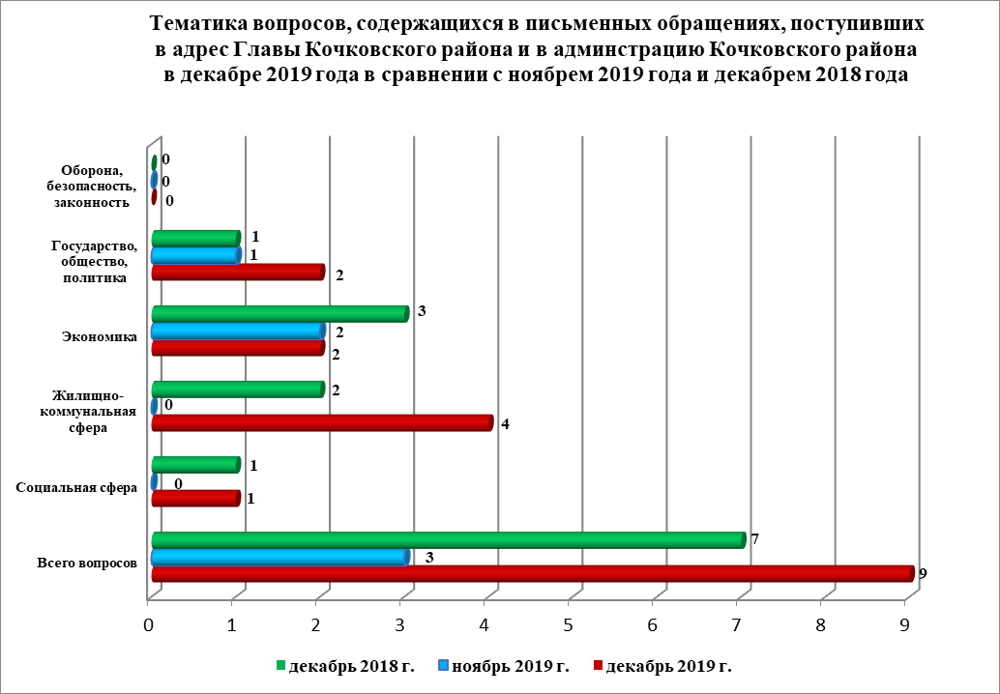 Тематика вопросов, содержащихся в письменных обращениях, поступивших
в адрес Главы Кочковского района и в админстрацию Кочковского района
в декабре 2019 года в сравнении с ноябрем 2019 года и декабрем 2018 года
Оборона,
безопасность,
законность
0
0
0
Государство,
общество,
политика
1
1
2
Экономика
3
2
2
Жилищно-
коммунальная
сфера
2
0
4
Социальная сфера
1
0
1
Всего вопросов
7
3
9
0 1 2 3 4 5 6 7 8 9
декабрь 2018 г. ноябрь 2019 г. декабрь 2019 г.